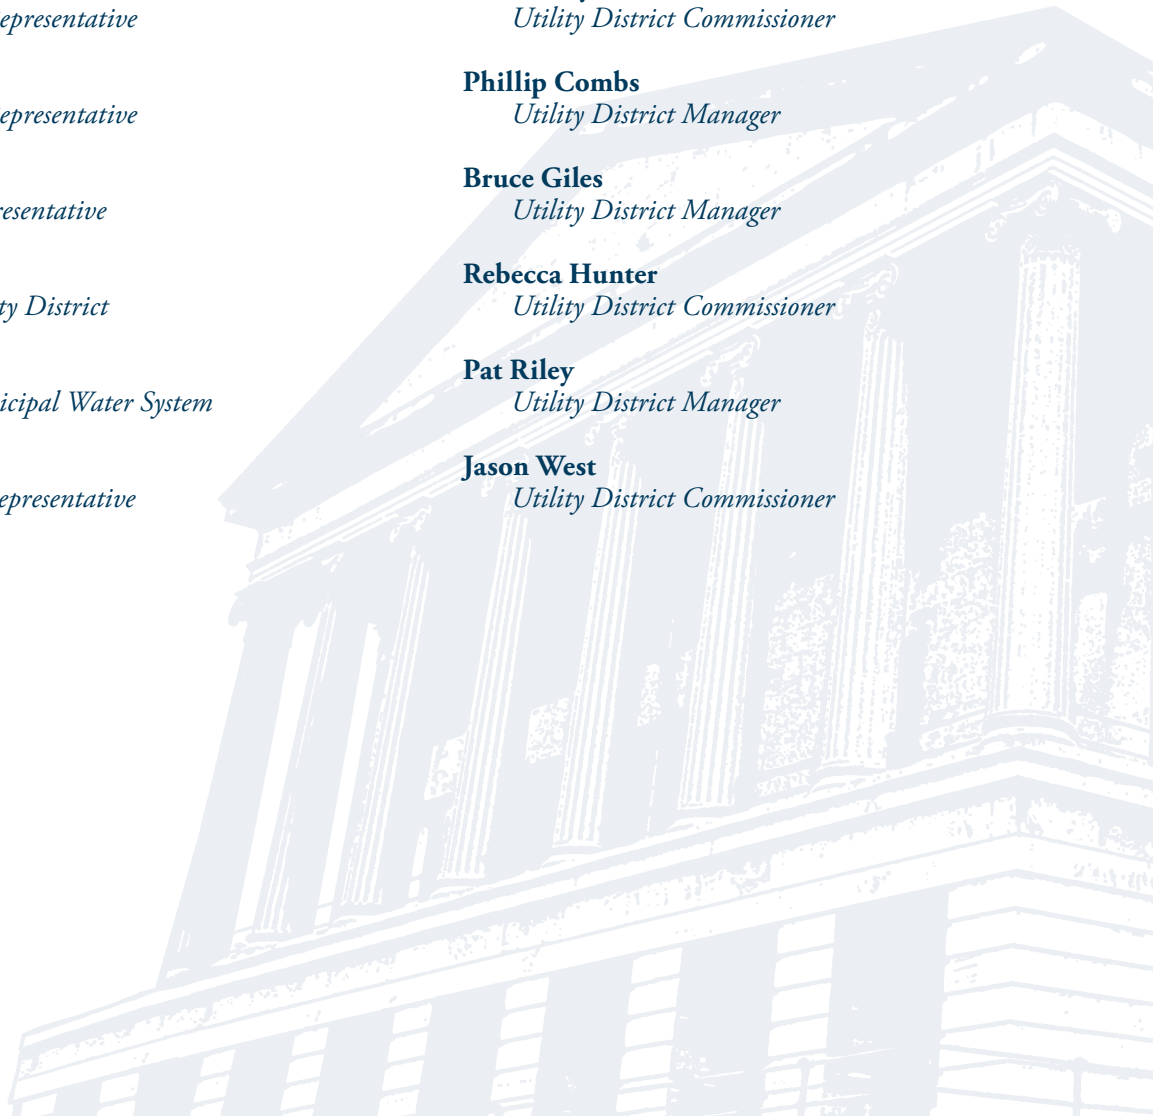 epresentative
epresentative
resentative
ty District
icipal Water System
epresentative
Utility District Commissioner
Phillip Combs
Utility District Manager
Bruce Giles
Utility District Manager
Rebecca Hunter
Utility District Commissioner
Pat Riley
Utility District Manager
Jason West
Utility District Commissioner